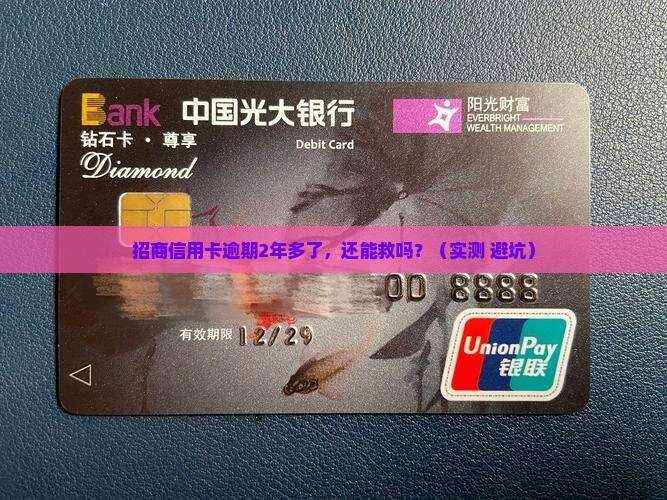 Bank 中国光大银行 阳光财富
EVERBRIGHT
WEALTH MANAGEMENT
Debit Card
钻石卡 · 尊享
Diamond
招商信用卡逾期2年多了，还能救吗？（实测 避坑）
00 8888
有效期限 12/29
UnionPay
银联